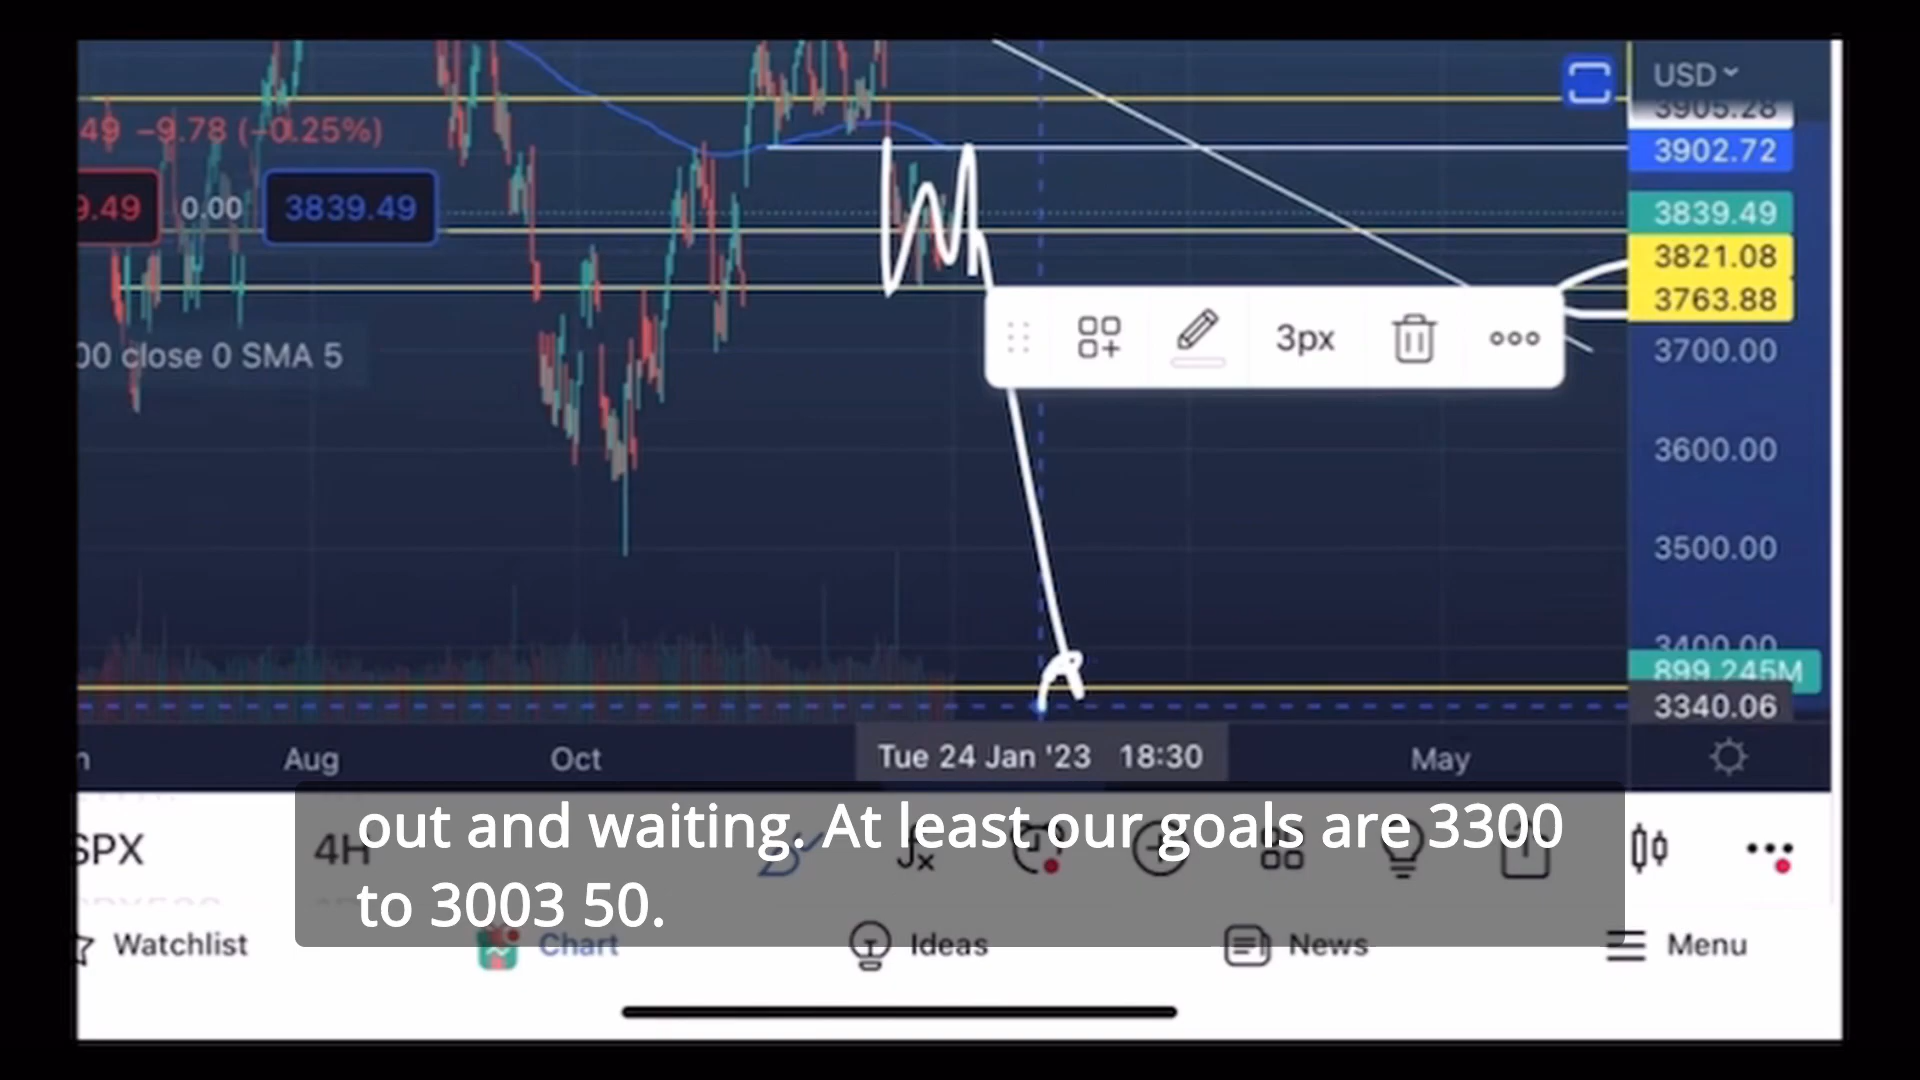 USD
3905.28
49 −9.78 (−0.25%)
3902.72
9.49 0.00 3839.49
3839.49
3821.08
3763.88
3px
00 close 0 SMA 5
3700.00
3600.00
3500.00
3400.00
899.245M
3340.06
Aug Oct Tue 24 Jan '23 18:30 May
out and waiting. At least our goals are 3300
to 3003 50.
SPX 4H
Watchlist Chart Ideas News Menu